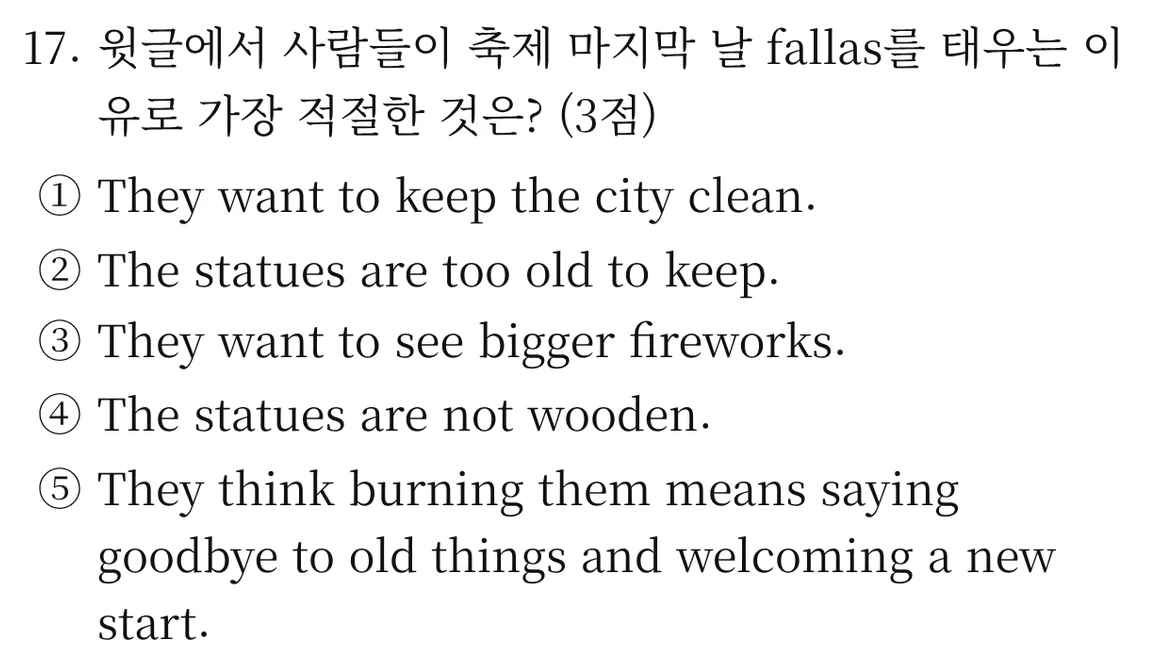 17. 윗글에서 사람들이 축제 마지막 날 fallas를 태우는 이
유로 가장 적절한 것은? (3점)
① They want to keep the city clean.
② The statues are too old to keep.
③ They want to see bigger fireworks.
④ The statues are not wooden.
⑤ They think burning them means saying
goodbye to old things and welcoming a new
start.